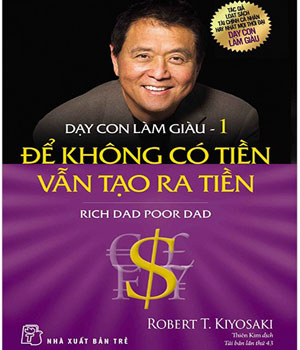 TÁC GIẢ
LOẠT SÁCH
TÀI CHÍNH CÁ NHÂN
HAY NHẤT MỌI THỜI ĐẠI
DẠY CON
LÀM GIÀU
DẠY CON LÀM GIÀU - 1
ĐỂ KHÔNG CÓ TIỀN
VẪN TẠO RA TIỀN
RICH DAD POOR DAD
C £ € F ¥ 7
$
ROBERT T. KIYOSAKI
Thiên Kim dịch
Tái bản lần thứ 43
NHÀ XUẤT BẢN TRẺ